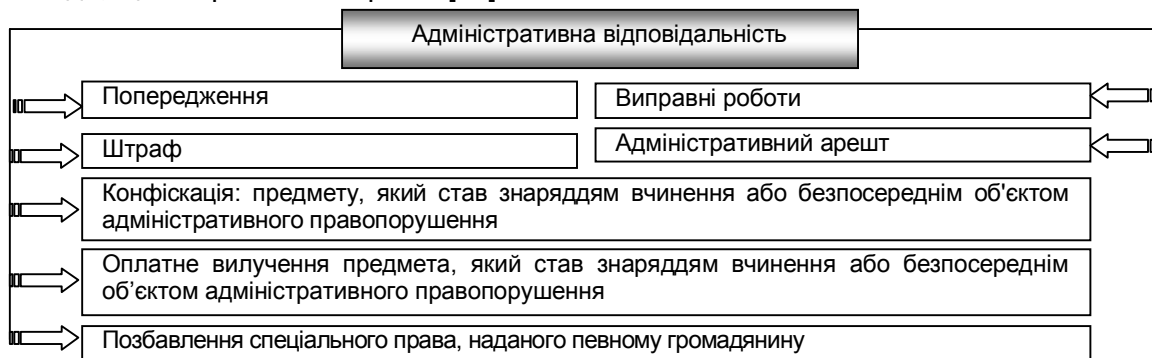 Адміністративна відповідальність
Попередження
Виправні роботи
Штраф
Адміністративний арешт
Конфіскація: предмету, який став знаряддям вчинення або безпосереднім об'єктом
адміністративного правопорушення
Оплатне вилучення предмета, який став знаряддям вчинення або безпосереднім
об’єктом адміністративного правопорушення
Позбавлення спеціального права, наданого певному громадянину